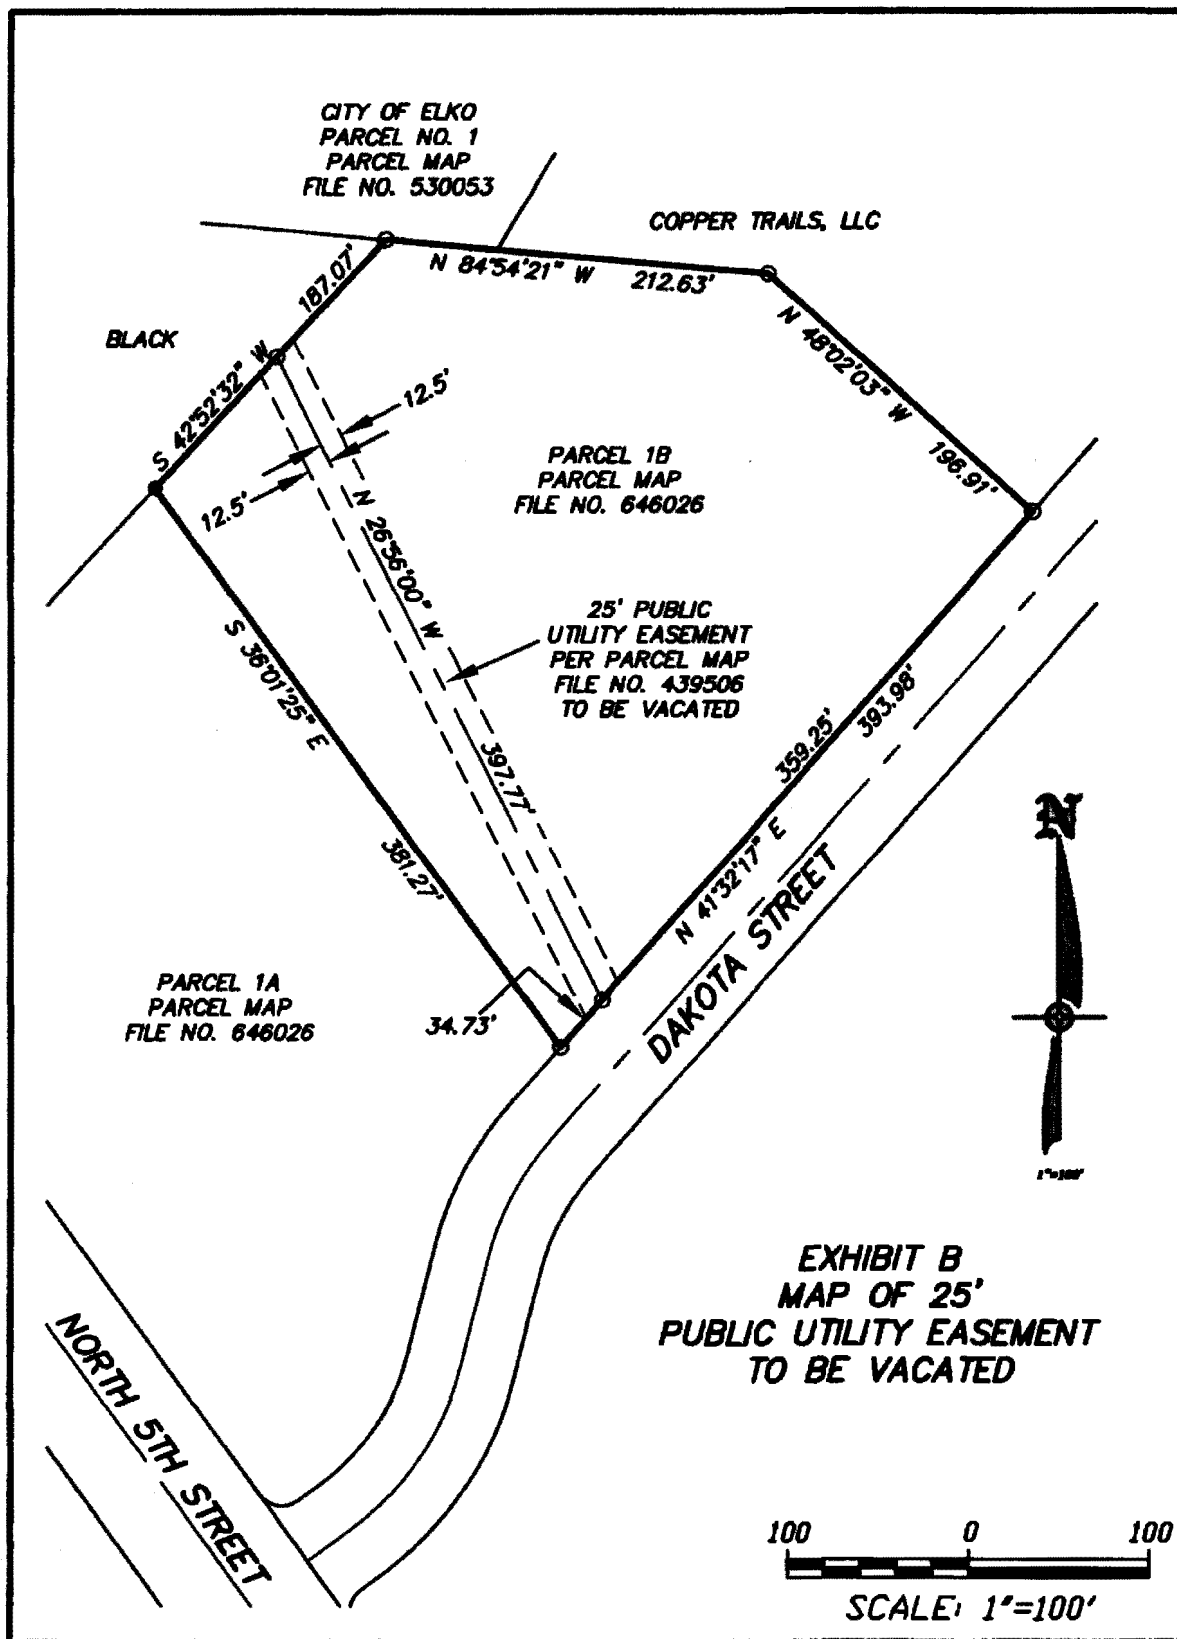 CITY OF ELKO
PARCEL NO. 1
PARCEL MAP
FILE NO. 530053
COPPER TRAILS, LLC
N 84°54'21" W 212.63'
187.07'
BLACK
S 42°52'32" W
N 48°02'03" W 196.91'
12.5'
12.5'
PARCEL 1B
PARCEL MAP
FILE NO. 646026
N 26°56'00" W 397.77'
25' PUBLIC
UTILITY EASEMENT
PER PARCEL MAP
FILE NO. 439506
TO BE VACATED
S 36°01'25" E 381.27'
359.25'
393.98'
N 41°32'17" E
DAKOTA STREET
N
PARCEL 1A
PARCEL MAP
FILE NO. 646026
34.73'
1"=100'
EXHIBIT B
MAP OF 25'
PUBLIC UTILITY EASEMENT
TO BE VACATED
NORTH 5TH STREET
100 0 100
SCALE: 1"=100'